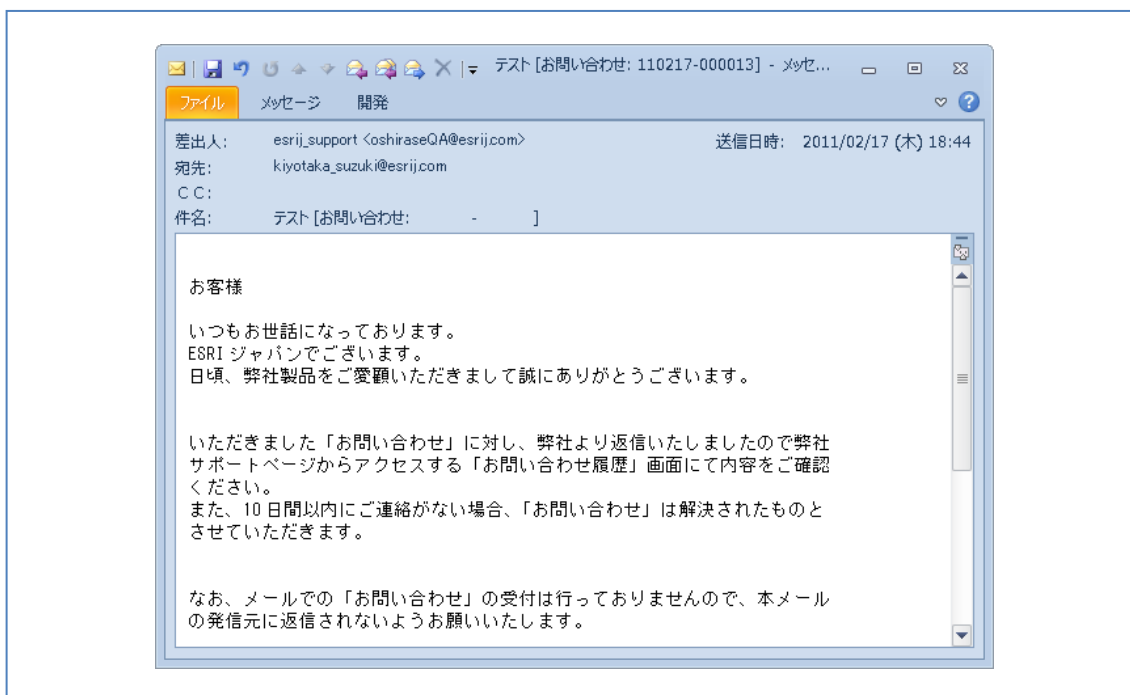 テスト [お問い合わせ: 110217-000013] - メッセ...
ファイル メッセージ 開発
差出人: esrij_support <oshiraseQA@esrij.com> 送信日時: 2011/02/17 (木) 18:44
宛先: kiyotaka_suzuki@esrij.com
ＣＣ:
件名: テスト [お問い合わせ: - ]
お客様
いつもお世話になっております。
ESRI ジャパンでございます。
日頃、弊社製品をご愛顧いただきまして誠にありがとうございます。
いただきました「お問い合わせ」に対し、弊社より返信いたしましたので弊社
サポートページからアクセスする「お問い合わせ履歴」画面にて内容をご確認
ください。
また、10 日間以内にご連絡がない場合、「お問い合わせ」は解決されたものと
させていただきます。
なお、メールでの「お問い合わせ」の受付は行っておりませんので、本メール
の発信元に返信されないようお願いいたします。